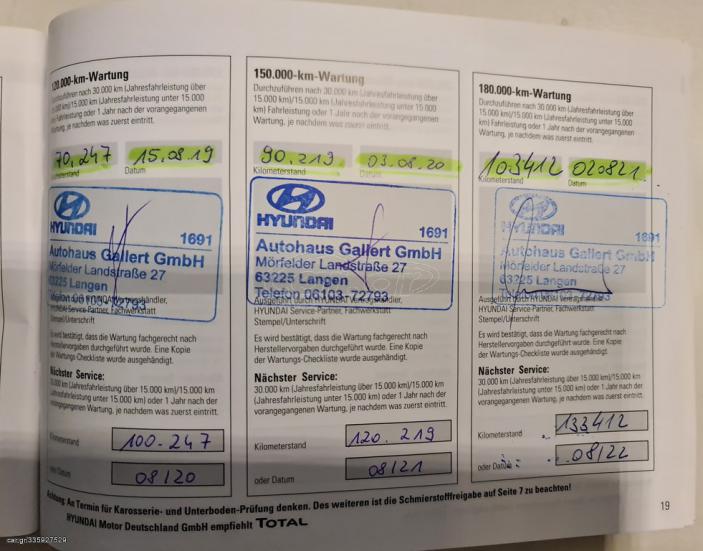 120.000-km-Wartung
Durchzuführen nach 30.000 km (Jahresfahrleistung über
15.000 km)/15.000 km (Jahresfahrleistung unter 15.000
km) Fahrleistung oder 1 Jahr nach der vorangegangenen
Wartung, je nachdem was zuerst eintritt.
70.247 15.08.19
Kilometerstand Datum
HYUNDAI
1691
Autohaus Gallert GmbH
Mörfelder Landstraße 27
63225 Langen
Telefon 06103-72793
HYUNDAI Service-Partner, Fachwerkstatt
Stempel/Unterschrift
Es wird bestätigt, dass die Wartung fachgerecht nach
Herstellervorgaben durchgeführt wurde. Eine Kopie
der Wartungs-Checkliste wurde ausgehändigt.
Nächster Service:
30.000 km (Jahresfahrleistung über 15.000 km)/15.000 km
(Jahresfahrleistung unter 15.000 km) oder 1 Jahr nach der
vorangegangenen Wartung, je nachdem was zuerst eintritt.
Kilometerstand 100.247
oder Datum 08/20
150.000-km-Wartung
Durchzuführen nach 30.000 km (Jahresfahrleistung über
15.000 km)/15.000 km (Jahresfahrleistung unter 15.000
km) Fahrleistung oder 1 Jahr nach der vorangegangenen
Wartung, je nachdem was zuerst eintritt.
90.219 03.08.20
Kilometerstand Datum
HYUNDAI
1691
Autohaus Gallert GmbH
Mörfelder Landstraße 27
63225 Langen
Telefon 06103-72793
Ausgeführt durch HYUNDAI Vertragshändler,
HYUNDAI Service-Partner, Fachwerkstatt
Stempel/Unterschrift
Es wird bestätigt, dass die Wartung fachgerecht nach
Herstellervorgaben durchgeführt wurde. Eine Kopie
der Wartungs-Checkliste wurde ausgehändigt.
Nächster Service:
30.000 km (Jahresfahrleistung über 15.000 km)/15.000 km
(Jahresfahrleistung unter 15.000 km) oder 1 Jahr nach der
vorangegangenen Wartung, je nachdem was zuerst eintritt.
Kilometerstand 120.219
oder Datum 08/21
180.000-km-Wartung
Durchzuführen nach 30.000 km (Jahresfahrleistung über
15.000 km)/15.000 km (Jahresfahrleistung unter 15.000
km) Fahrleistung oder 1 Jahr nach der vorangegangenen
Wartung, je nachdem was zuerst eintritt.
103412 020821
Kilometerstand Datum
HYUNDAI
1691
Autohaus Gallert GmbH
Mörfelder Landstraße 27
63225 Langen
Telefon 06103-72793
Ausgeführt durch HYUNDAI Vertragshändler,
HYUNDAI Service-Partner, Fachwerkstatt
Stempel/Unterschrift
Es wird bestätigt, dass die Wartung fachgerecht nach
Herstellervorgaben durchgeführt wurde. Eine Kopie
der Wartungs-Checkliste wurde ausgehändigt.
Nächster Service:
30.000 km (Jahresfahrleistung über 15.000 km)/15.000 km
(Jahresfahrleistung unter 15.000 km) oder 1 Jahr nach der
vorangegangenen Wartung, je nachdem was zuerst eintritt.
Kilometerstand 133412
oder Datum 08/22
Achtung: An Termin für Karosserie- und Unterboden-Prüfung denken. Des weiteren ist die Schmierstofffreigabe auf Seite 7 zu beachten!
HYUNDAI Motor Deutschland GmbH empfiehlt TOTAL
19
car.gr